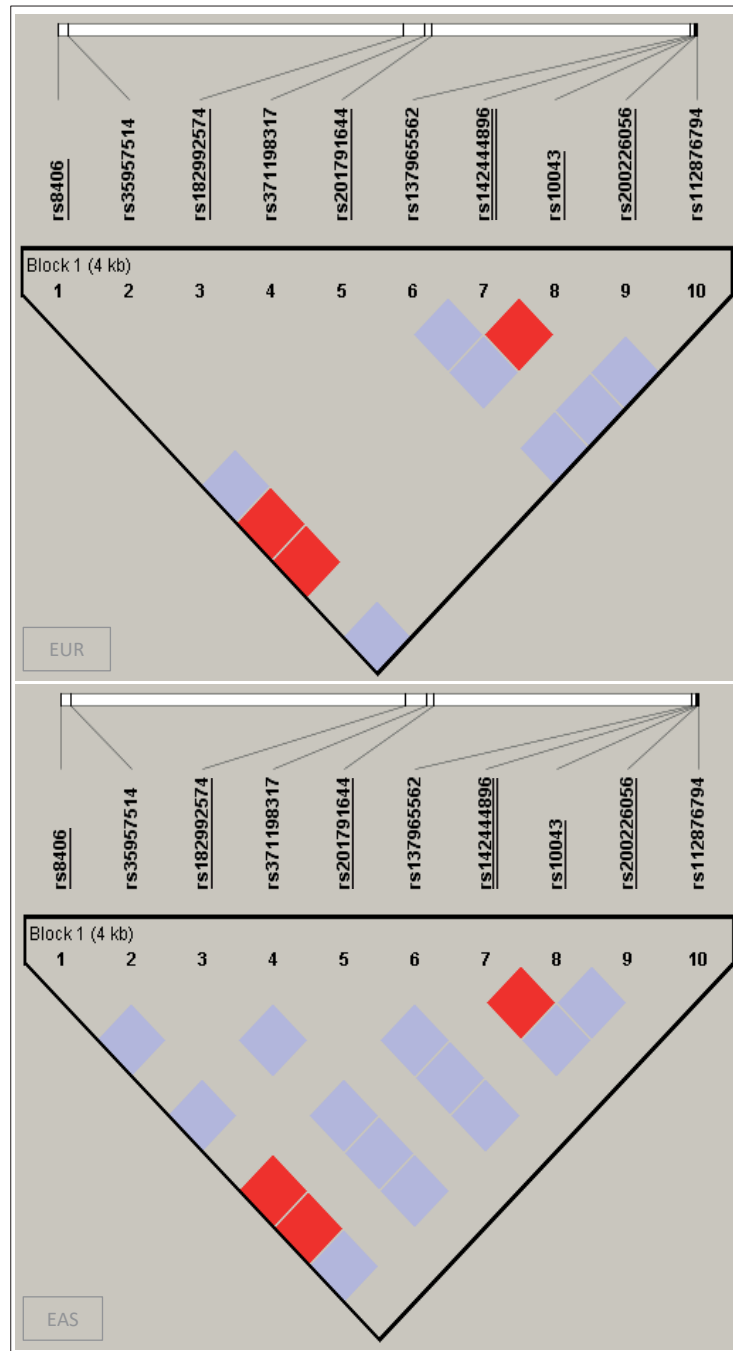 rs8406
rs35957514
rs182992574
rs371198317
rs201791644
rs137965562
rs142444896
rs10043
rs200226056
rs112876794
Block 1 (4 kb)
1 2 3 4 5 6 7 8 9 10
EUR
rs8406
rs35957514
rs182992574
rs371198317
rs201791644
rs137965562
rs142444896
rs10043
rs200226056
rs112876794
Block 1 (4 kb)
1 2 3 4 5 6 7 8 9 10
EAS